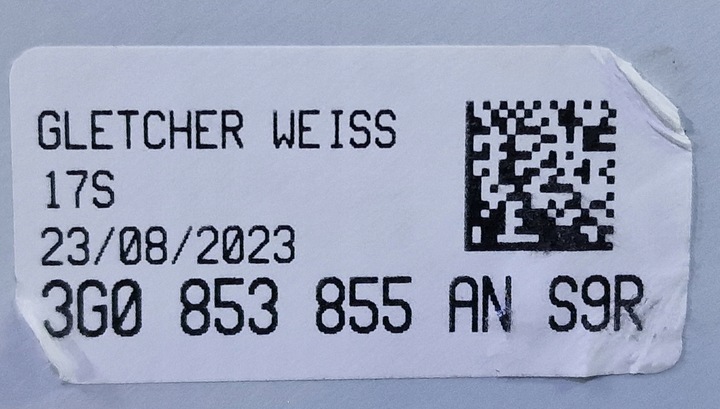 GLETCHER WEISS
17S
23/08/2023
3G0 853 855 AN S9R